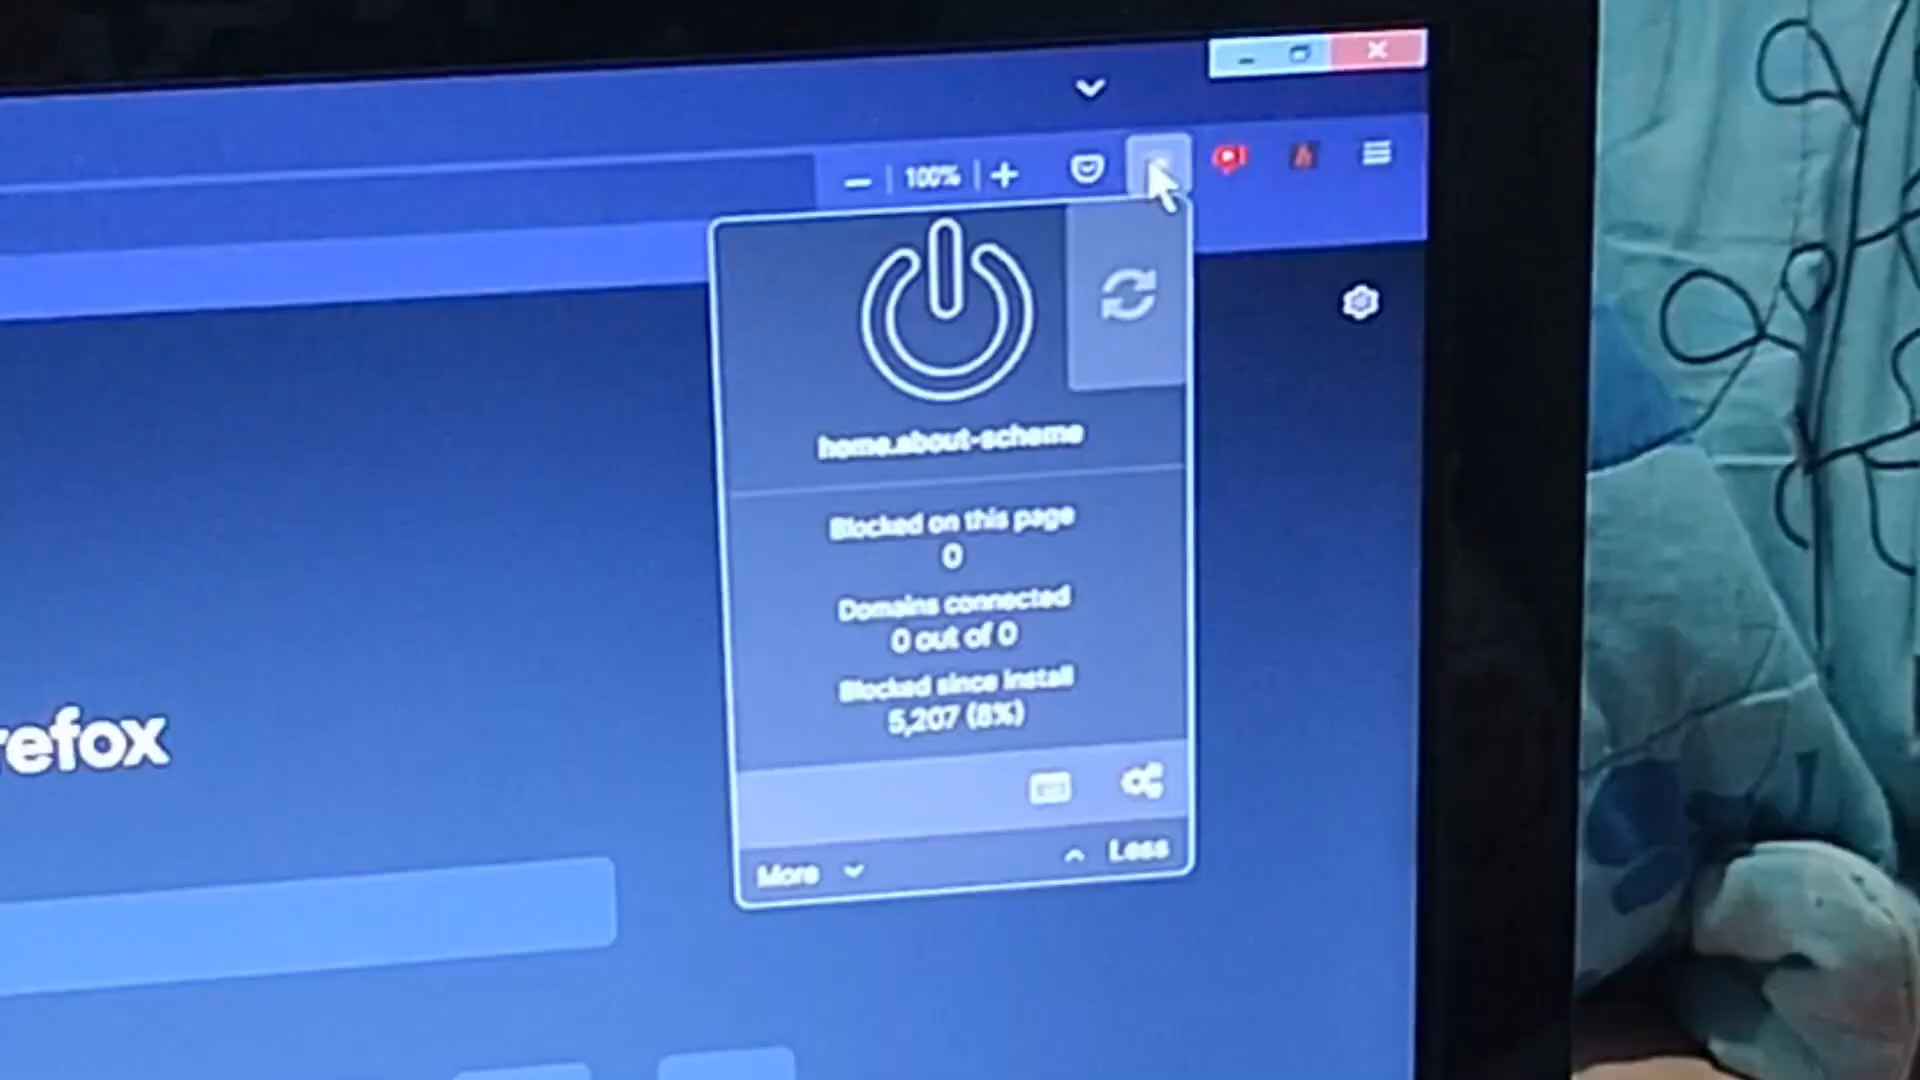 100%
home.about-scheme
Blocked on this page
0
Domains connected
0 out of 0
Blocked since install
5,207 (8%)
refox
More
Less